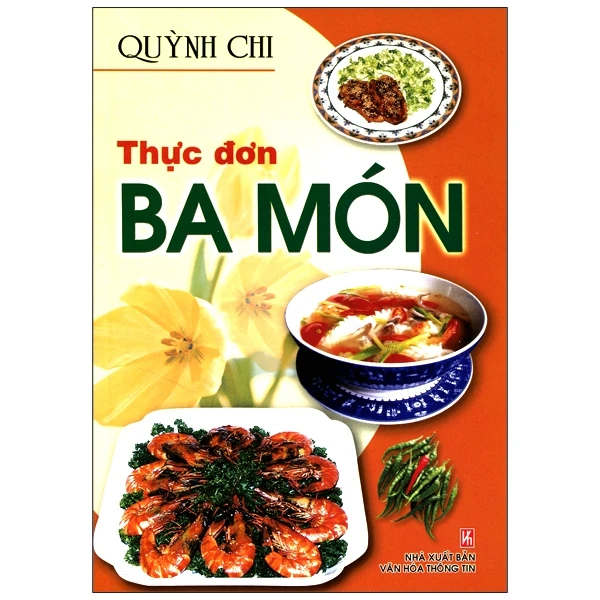 QUỲNH CHI
Thực đơn
BA MÓN
NHÀ XUẤT BẢN
VĂN HÓA THÔNG TIN